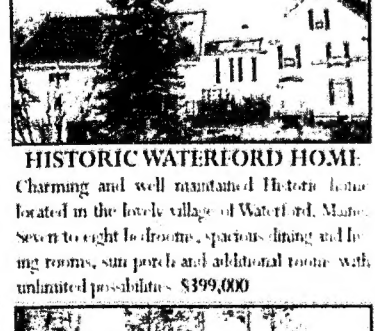 HISTORIC WATERFORD HOME
Charming and well maintained Historic home
located in the lovely village of Waterford, Maine.
Seven to eight bedrooms, spacious dining and liv-
ing rooms, sun porch and additional rooms with
unlimited possibilities $399,000